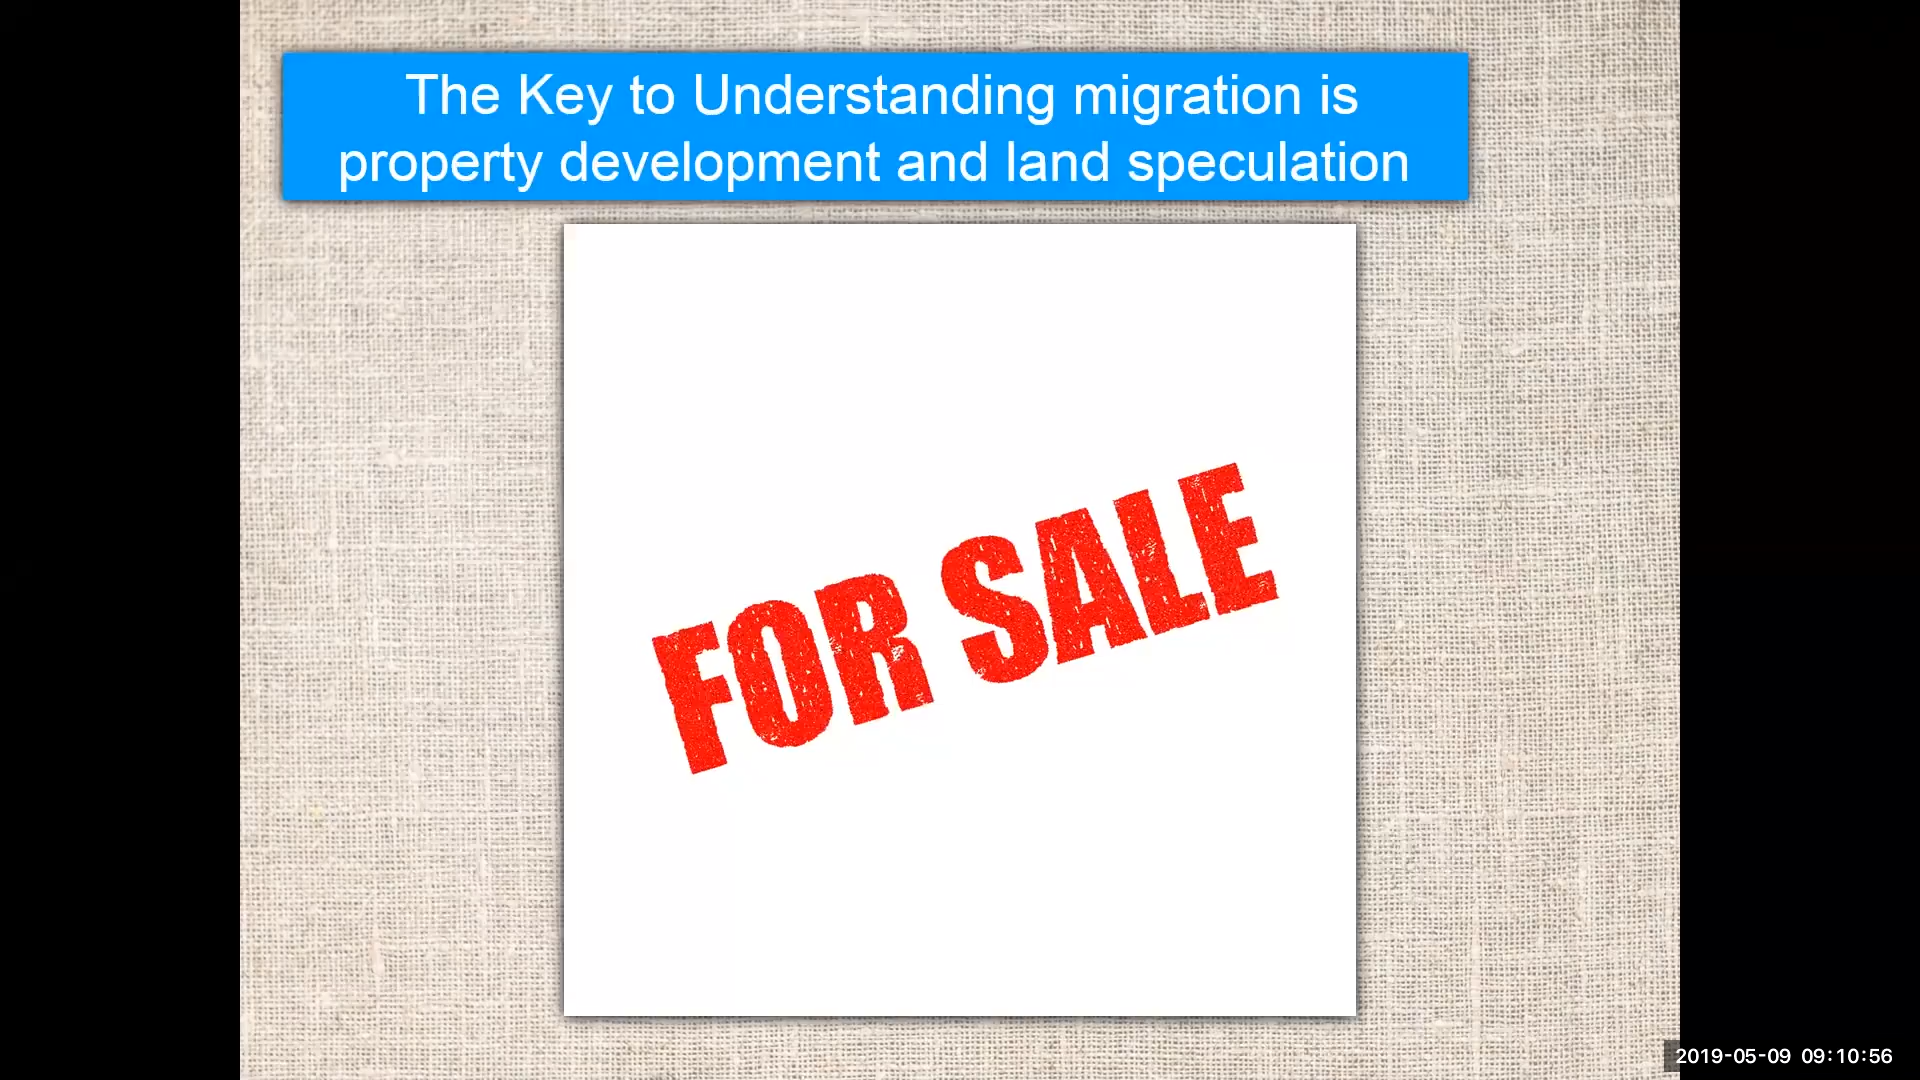 The Key to Understanding migration is
property development and land speculation
FOR SALE
2019-05-09 09:10:56